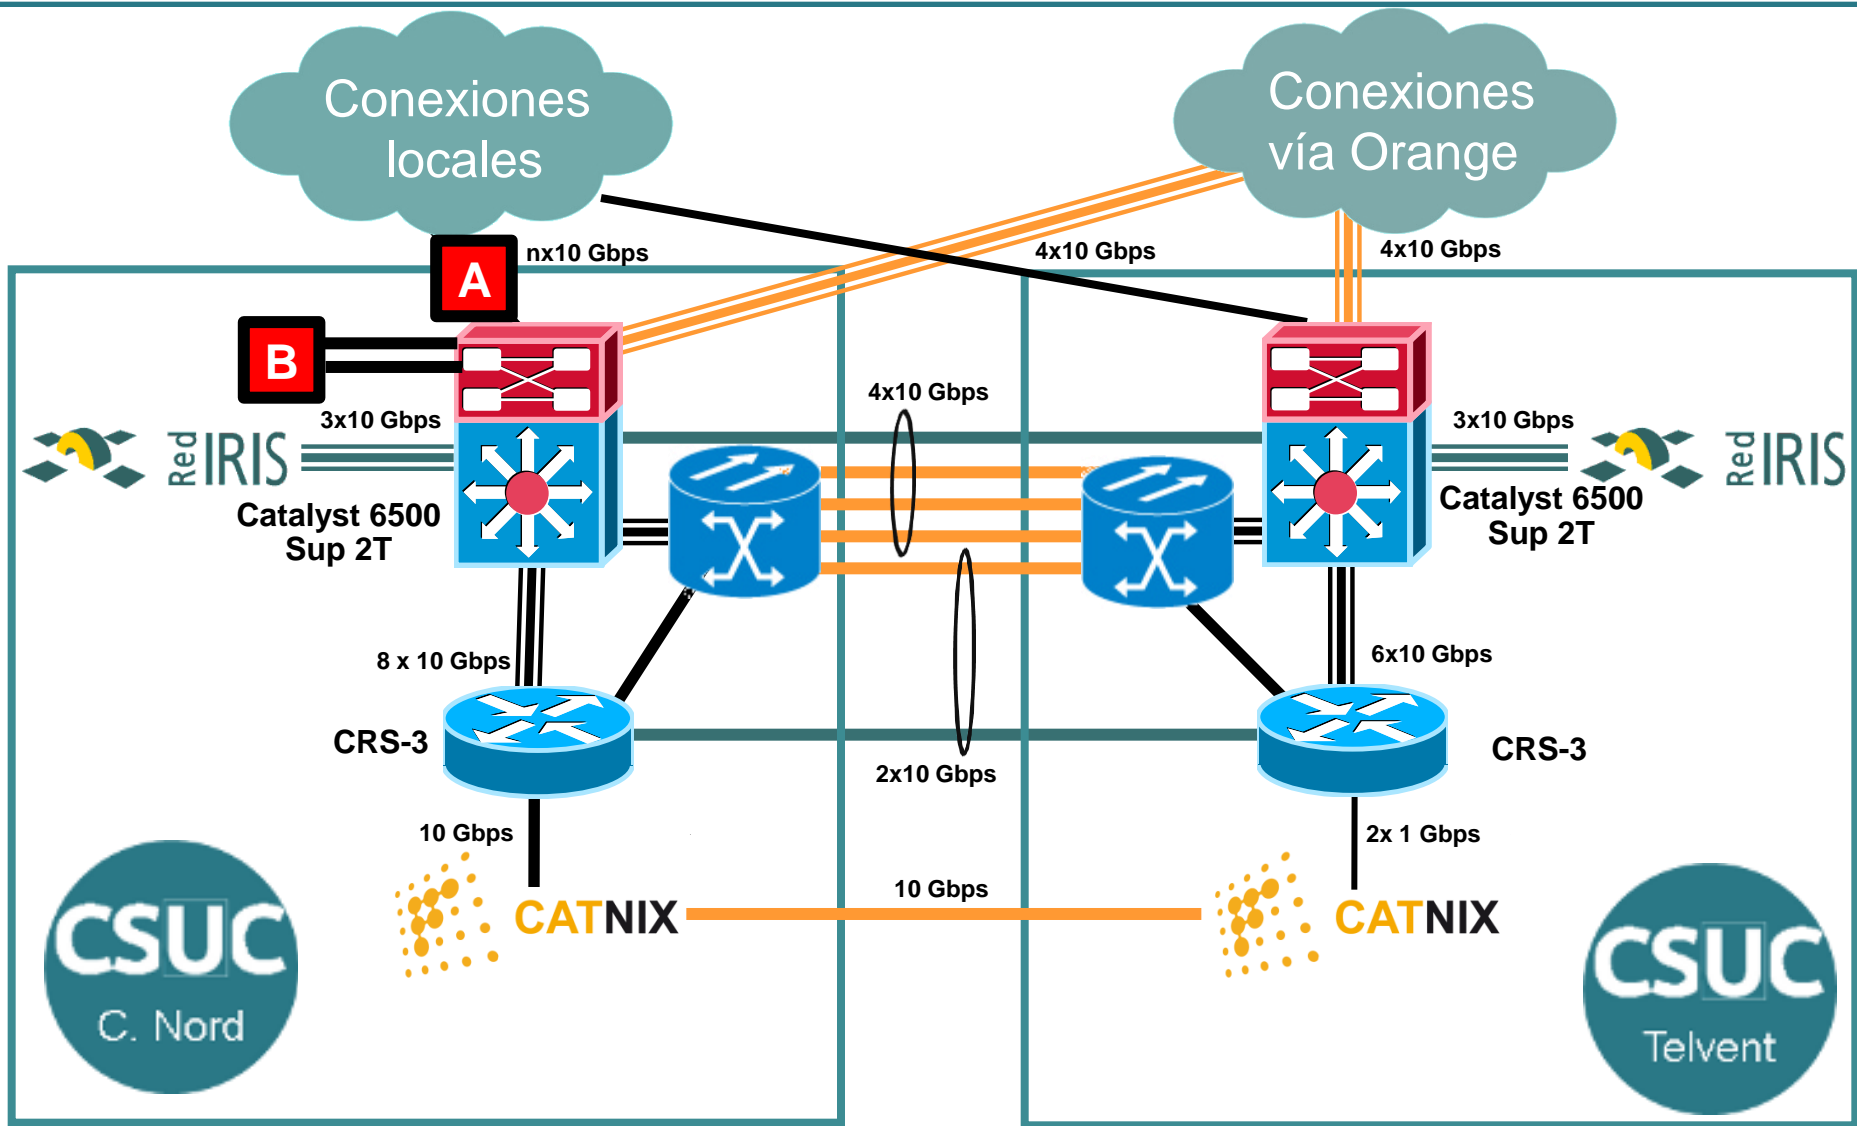 Conexiones
locales
Conexiones
vía Orange
nx10 Gbps
4x10 Gbps
4x10 Gbps
A
B
4x10 Gbps
3x10 Gbps
3x10 Gbps
Red IRIS
Red IRIS
Catalyst 6500
Sup 2T
Catalyst 6500
Sup 2T
8 x 10 Gbps
6x10 Gbps
CRS-3
CRS-3
2x10 Gbps
10 Gbps
2x 1 Gbps
10 Gbps
CATNIX
CATNIX
CSUC
C. Nord
CSUC
Telvent